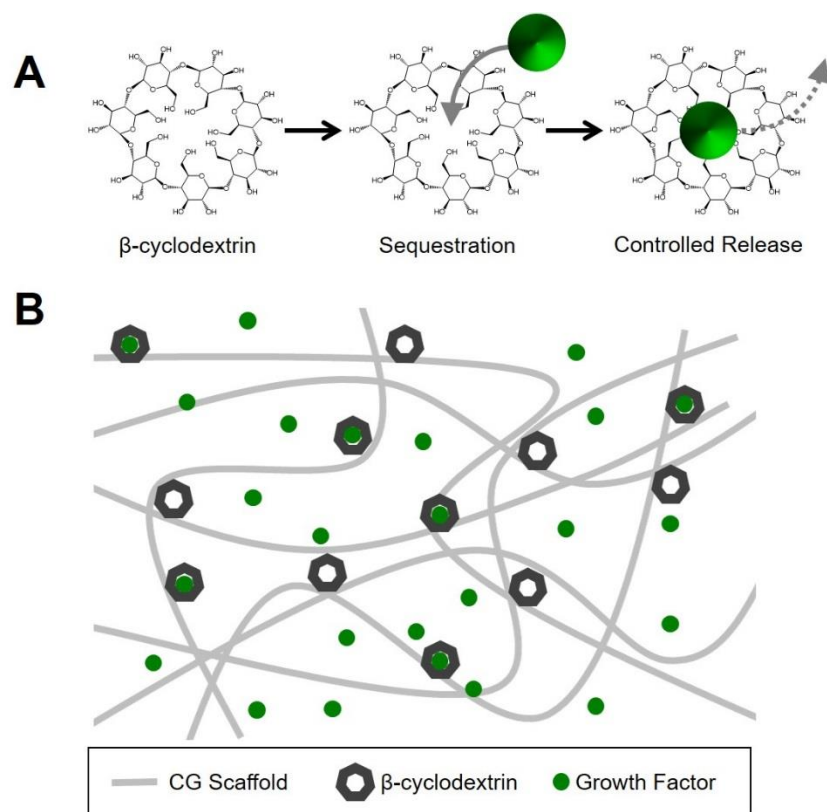 A
β-cyclodextrin
Sequestration
Controlled Release
B
CG Scaffold
β-cyclodextrin
Growth Factor